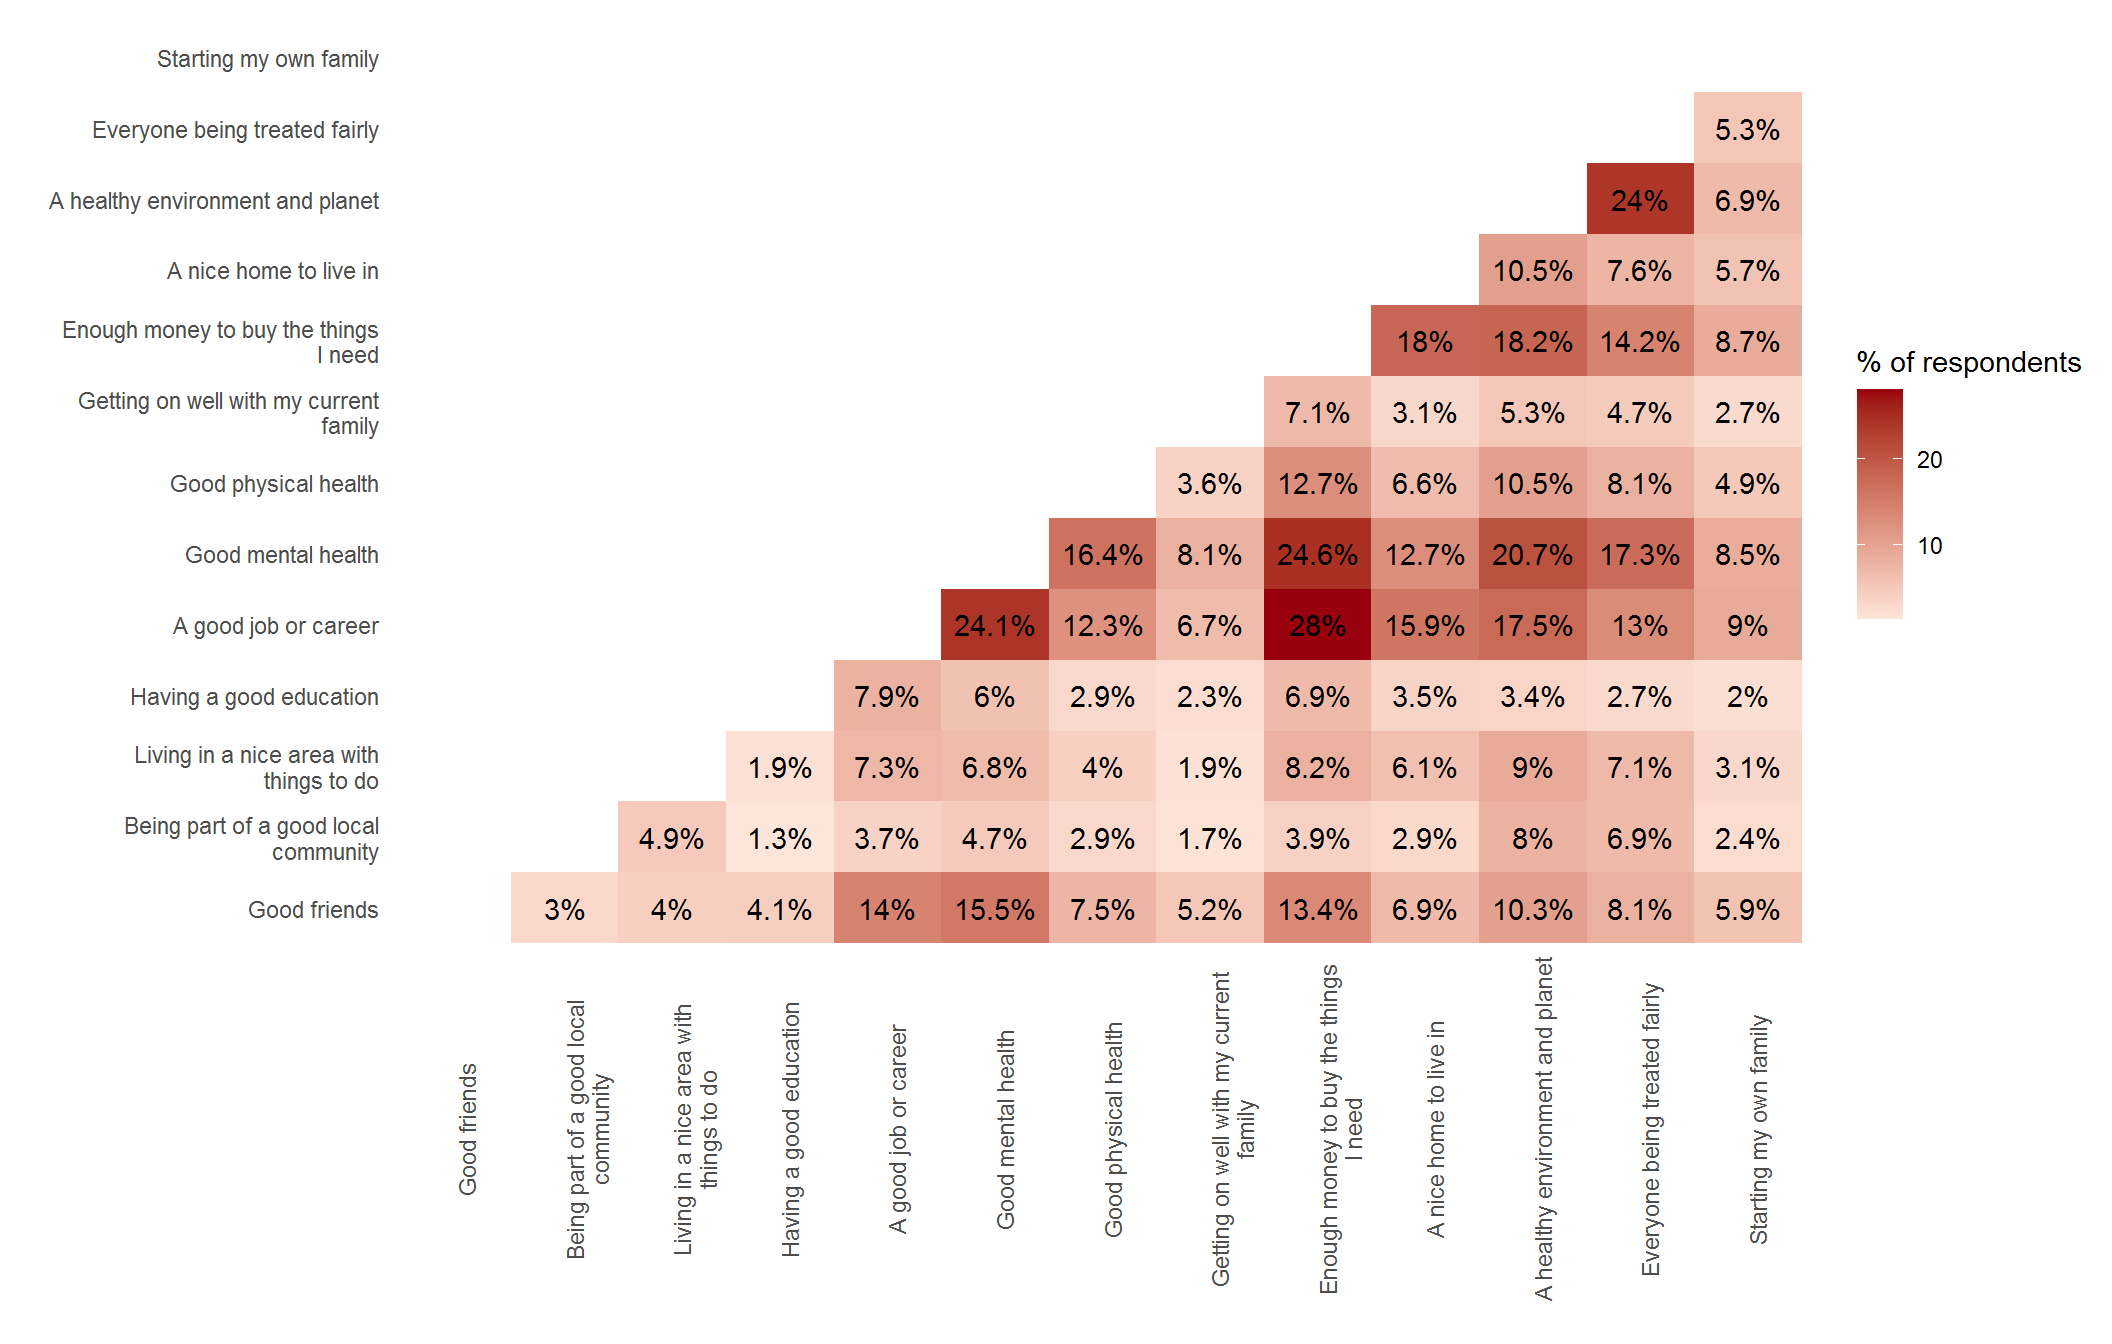 Starting my own family
Everyone being treated fairly
5.3%
A healthy environment and planet
24% 6.9%
A nice home to live in
10.5% 7.6% 5.7%
Enough money to buy the things
I need
18% 18.2% 14.2% 8.7%
Getting on well with my current
family
7.1% 3.1% 5.3% 4.7% 2.7%
Good physical health
3.6% 12.7% 6.6% 10.5% 8.1% 4.9%
Good mental health
16.4% 8.1% 24.6% 12.7% 20.7% 17.3% 8.5%
A good job or career
24.1% 12.3% 6.7% 28% 15.9% 17.5% 13% 9%
Having a good education
7.9% 6% 2.9% 2.3% 6.9% 3.5% 3.4% 2.7% 2%
Living in a nice area with
things to do
1.9% 7.3% 6.8% 4% 1.9% 8.2% 6.1% 9% 7.1% 3.1%
Being part of a good local
community
4.9% 1.3% 3.7% 4.7% 2.9% 1.7% 3.9% 2.9% 8% 6.9% 2.4%
Good friends
3% 4% 4.1% 14% 15.5% 7.5% 5.2% 13.4% 6.9% 10.3% 8.1% 5.9%
Good friends
Being part of a good local
community
Living in a nice area with
things to do
Having a good education
A good job or career
Good mental health
Good physical health
Getting on well with my current
family
Enough money to buy the things
I need
A nice home to live in
A healthy environment and planet
Everyone being treated fairly
Starting my own family
% of respondents
20
10